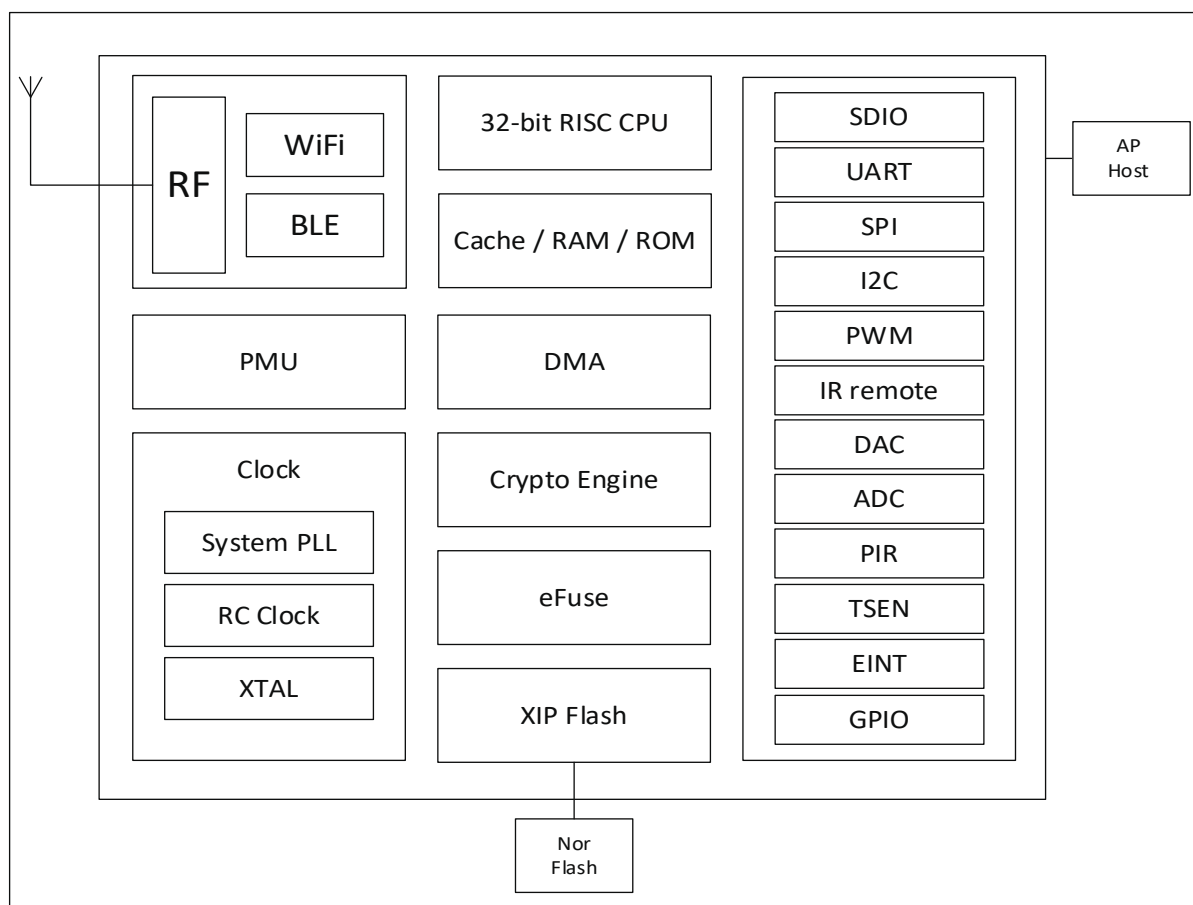 RF
WiFi
BLE
PMU
Clock
System PLL
RC Clock
XTAL
32-bit RISC CPU
Cache / RAM / ROM
DMA
Crypto Engine
eFuse
XIP Flash
SDIO
UART
SPI
I2C
PWM
IR remote
DAC
ADC
PIR
TSEN
EINT
GPIO
AP
Host
Nor
Flash